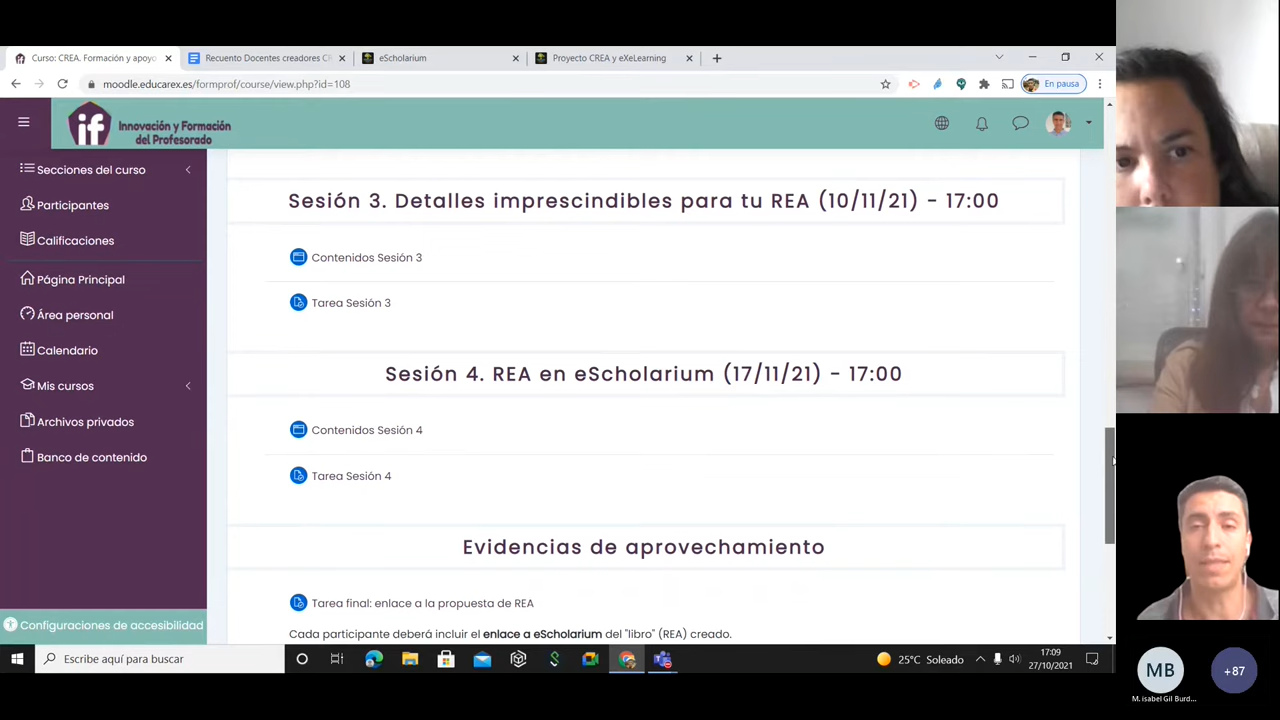 Curso: CREA. Formación y apoyo
Recuento Docentes creadores CR
eScholarium
Proyecto CREA y eXeLearning
moodle.educarex.es/formprof/course/view.php?id=108
En pausa
if
Innovación y Formación
del Profesorado
Secciones del curso
Participantes
Calificaciones
Página Principal
Área personal
Calendario
Mis cursos
Archivos privados
Banco de contenido
Configuraciones de accesibilidad
Sesión 3. Detalles imprescindibles para tu REA (10/11/21) - 17:00
Contenidos Sesión 3
Tarea Sesión 3
Sesión 4. REA en eScholarium (17/11/21) - 17:00
Contenidos Sesión 4
Tarea Sesión 4
Evidencias de aprovechamiento
Tarea final: enlace a la propuesta de REA
Cada participante deberá incluir el enlace a eScholarium del "libro" (REA) creado.
Escribe aquí para buscar
25°C Soleado
17:09
27/10/2021
MB
+87
M. isabel Gil Burd...